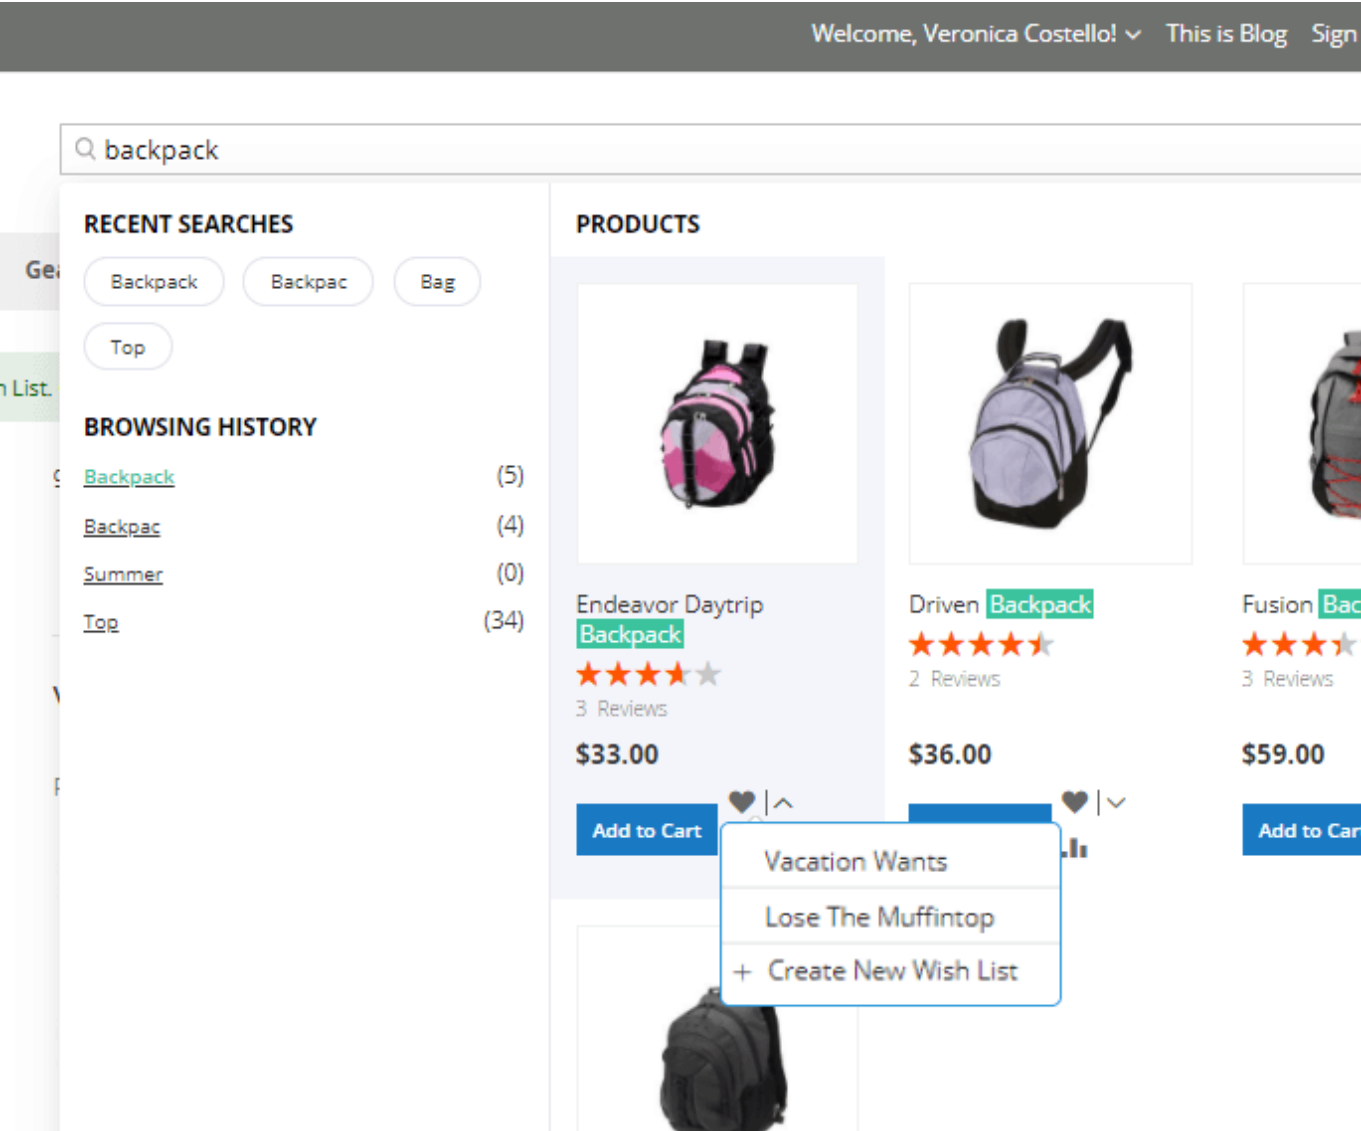 Welcome, Veronica Costello! This is Blog Sign
backpack
RECENT SEARCHES
Backpack Backpac Bag
Top
BROWSING HISTORY
Backpack (5)
Backpac (4)
Summer (0)
Top (34)
List.
PRODUCTS
Endeavor Daytrip
Backpack
3 Reviews
$33.00
Add to Cart
Driven Backpack
2 Reviews
$36.00
Fusion Bac
3 Reviews
$59.00
Add to Car
Vacation Wants
Lose The Muffintop
+ Create New Wish List